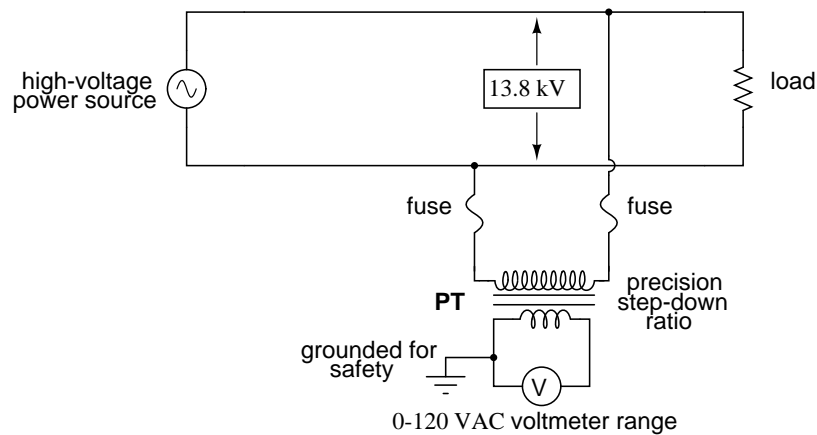 high-voltage
power source
13.8 kV
load
fuse
fuse
PT
precision
step-down
ratio
grounded for
safety
V
0-120 VAC voltmeter range